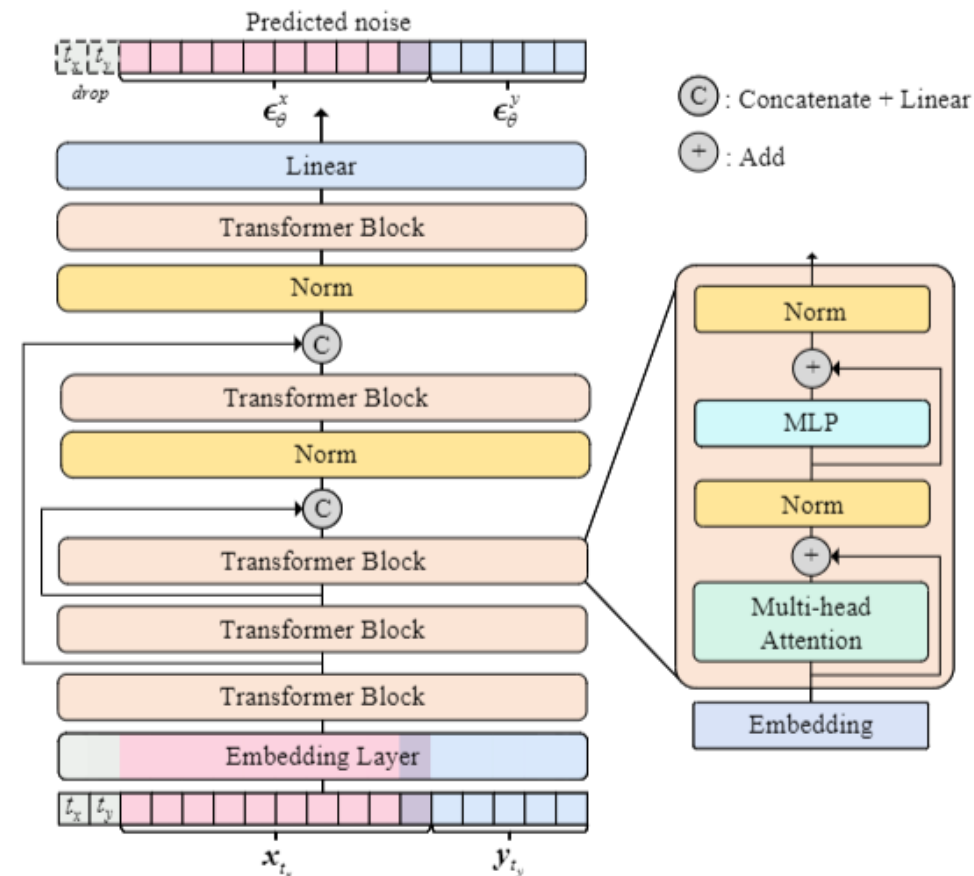 Predicted noise
t_x t_y
drop
ϵ_θ^x ϵ_θ^y
Linear
Transformer Block
Norm
C
Transformer Block
Norm
C
Transformer Block
Transformer Block
Transformer Block
Embedding Layer
t_x t_y
x_{t_x} y_{t_y}
C : Concatenate + Linear
+ : Add
Norm
+
MLP
Norm
+
Multi-head
Attention
Embedding